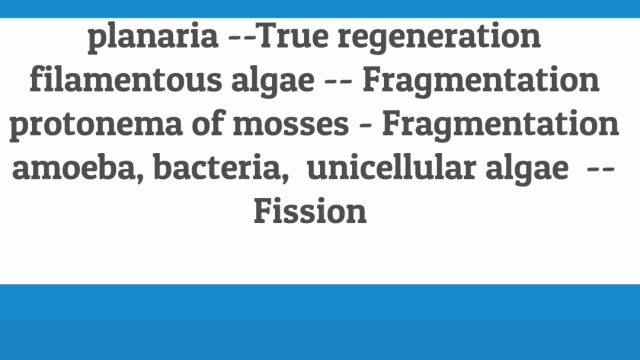 planaria --True regeneration
filamentous algae -- Fragmentation
protonema of mosses - Fragmentation
amoeba, bacteria,  unicellular algae  --
Fission